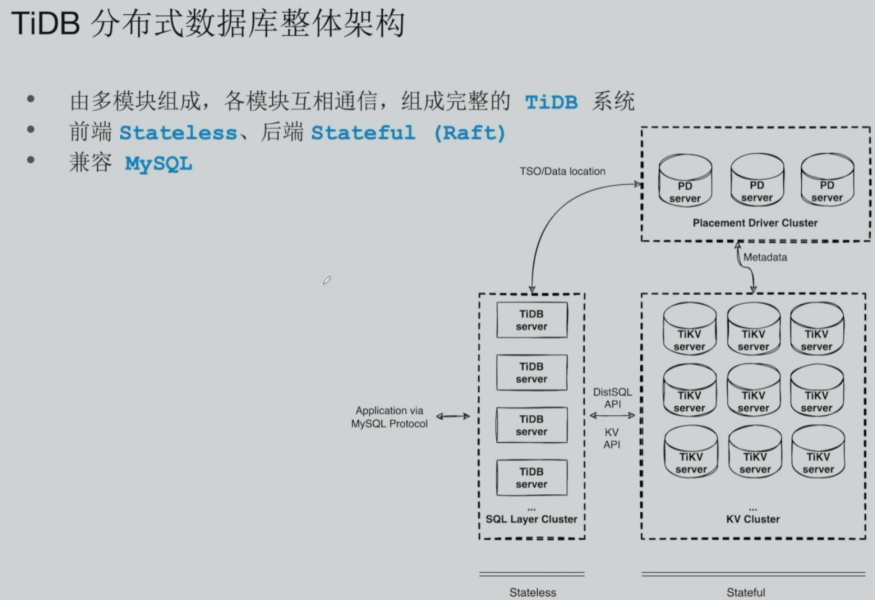 TiDB 分布式数据库整体架构
• 由多模块组成，各模块互相通信，组成完整的 TiDB 系统
• 前端 Stateless、后端 Stateful (Raft)
• 兼容 MySQL
TSO/Data location
PD
server
PD
server
PD
server
Placement Driver Cluster
Metadata
TiDB
server
TiDB
server
TiDB
server
TiDB
server
...
SQL Layer Cluster
Application via
MySQL Protocol
DistSQL
API
KV
API
TiKV
server
TiKV
server
TiKV
server
TiKV
server
TiKV
server
TiKV
server
TiKV
server
TiKV
server
TiKV
server
...
KV Cluster
Stateless
Stateful